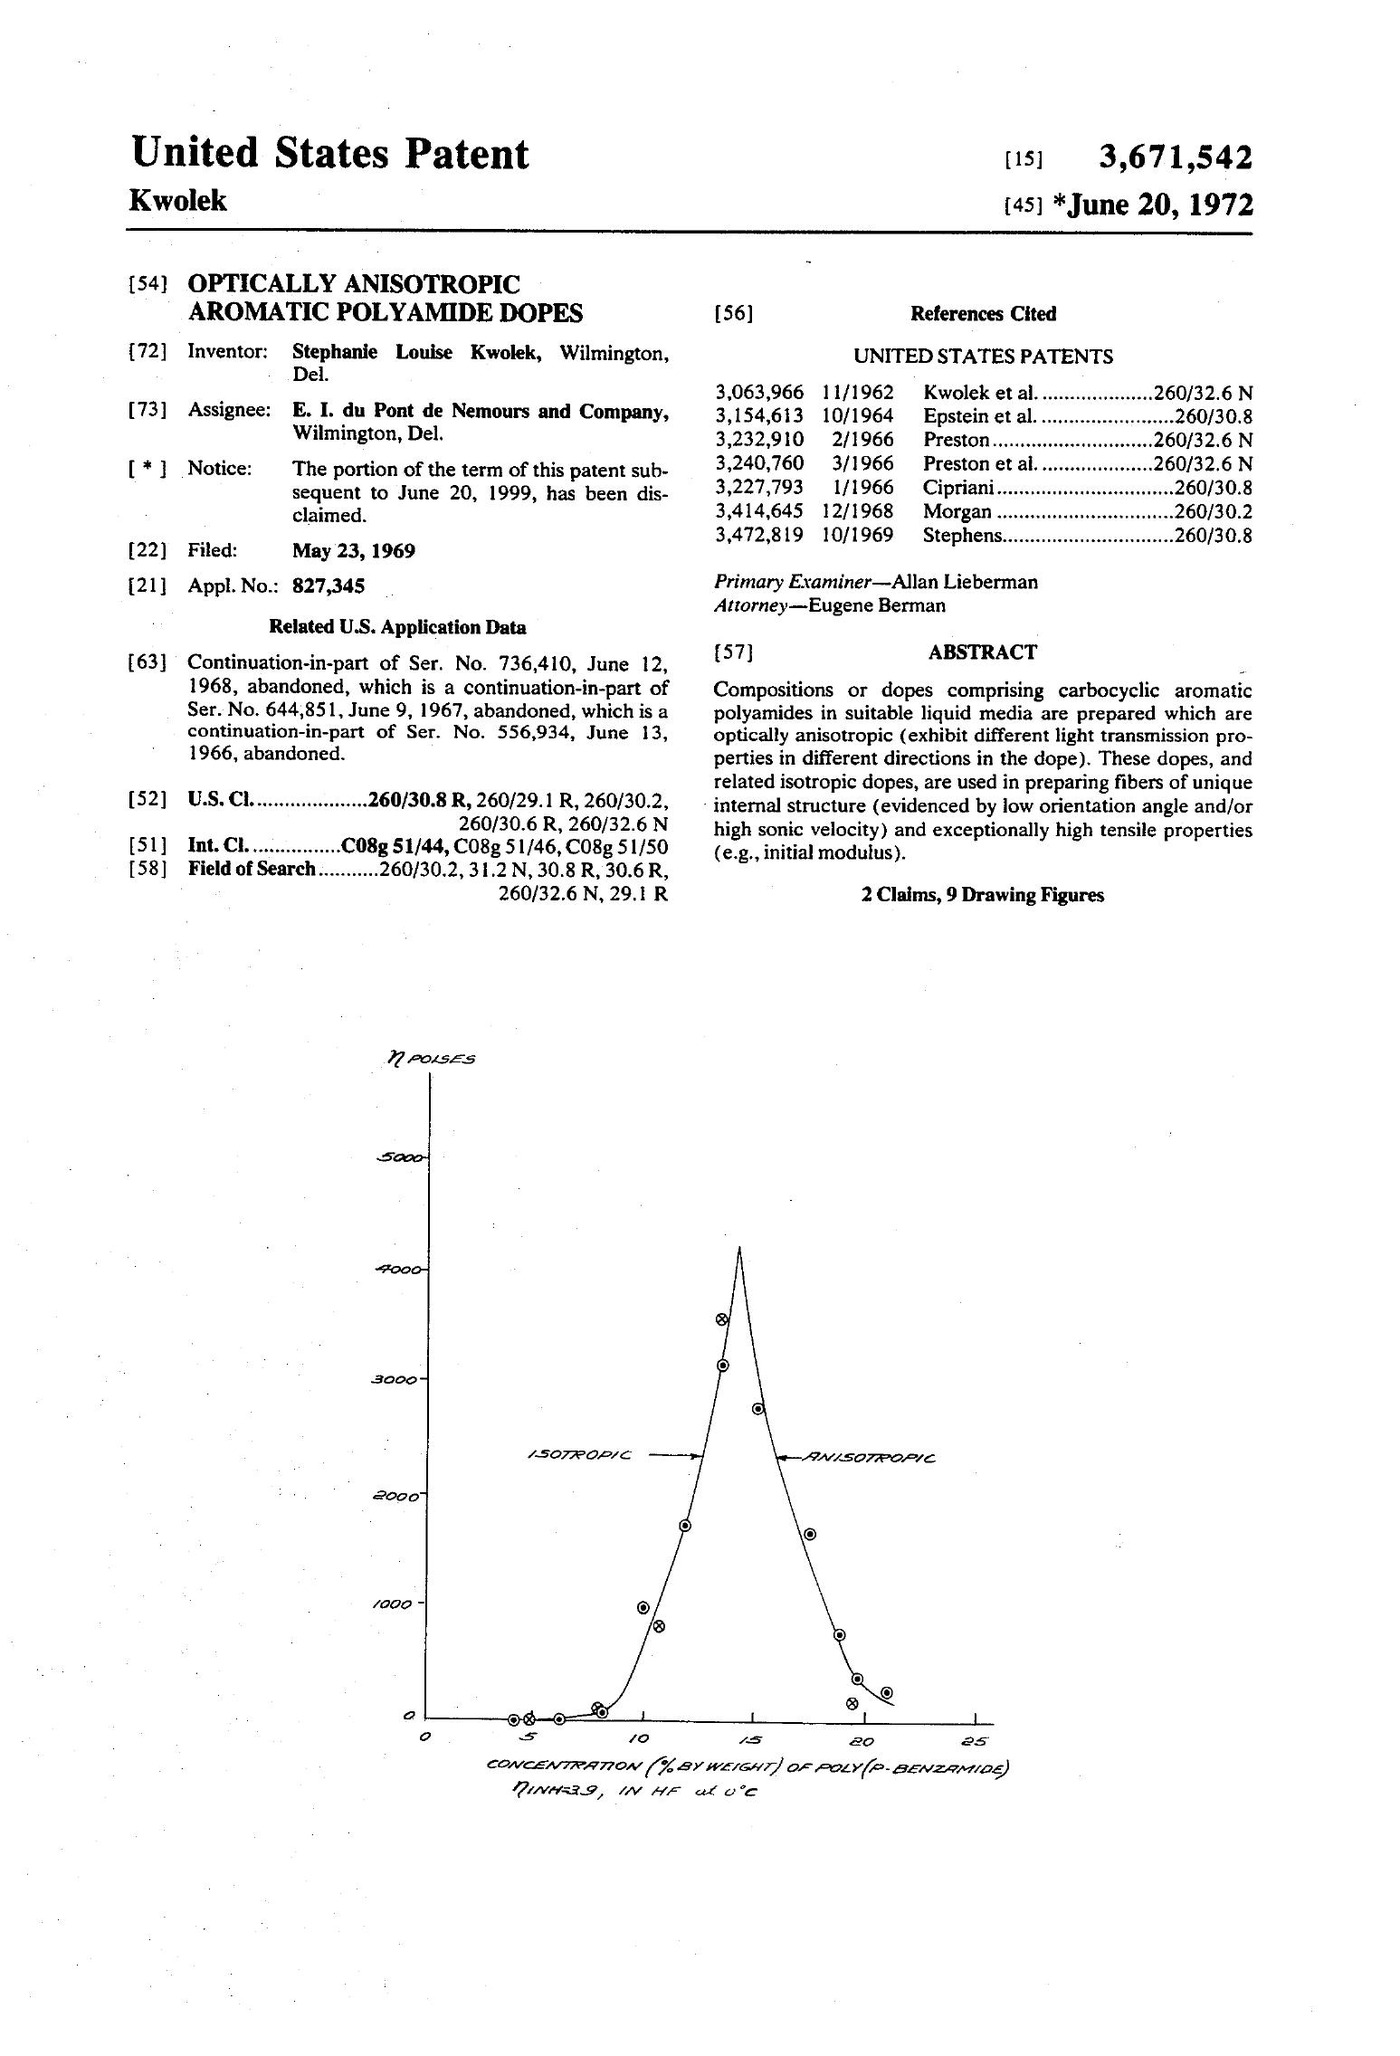 United States Patent
Kwolek
[15] 3,671,542
[45] *June 20, 1972
[54] OPTICALLY ANISOTROPIC
AROMATIC POLYAMIDE DOPES
[72] Inventor: Stephanie Louise Kwolek, Wilmington,
Del.
[73] Assignee: E. I. du Pont de Nemours and Company,
Wilmington, Del.
[ * ] Notice: The portion of the term of this patent sub-
sequent to June 20, 1999, has been dis-
claimed.
[22] Filed: May 23, 1969
[21] Appl. No.: 827,345
Related U.S. Application Data
[63] Continuation-in-part of Ser. No. 736,410, June 12,
1968, abandoned, which is a continuation-in-part of
Ser. No. 644,851, June 9, 1967, abandoned, which is a
continuation-in-part of Ser. No. 556,934, June 13,
1966, abandoned.
[52] U.S. Cl.....................260/30.8 R, 260/29.1 R, 260/30.2,
260/30.6 R, 260/32.6 N
[51] Int. Cl.................C08g 51/44, C08g 51/46, C08g 51/50
[58] Field of Search...........260/30.2, 31.2 N, 30.8 R, 30.6 R,
260/32.6 N, 29.1 R
[56] References Cited
UNITED STATES PATENTS
3,063,966 11/1962 Kwolek et al. ....................260/32.6 N
3,154,613 10/1964 Epstein et al. ........................260/30.8
3,232,910 2/1966 Preston.............................260/32.6 N
3,240,760 3/1966 Preston et al. ....................260/32.6 N
3,227,793 1/1966 Cipriani................................260/30.8
3,414,645 12/1968 Morgan ................................260/30.2
3,472,819 10/1969 Stephens...............................260/30.8
Primary Examiner—Allan Lieberman
Attorney—Eugene Berman
[57] ABSTRACT
Compositions or dopes comprising carbocyclic aromatic
polyamides in suitable liquid media are prepared which are
optically anisotropic (exhibit different light transmission pro-
perties in different directions in the dope). These dopes, and
related isotropic dopes, are used in preparing fibers of unique
internal structure (evidenced by low orientation angle and/or
high sonic velocity) and exceptionally high tensile properties
(e.g., initial modulus).
2 Claims, 9 Drawing Figures
η POISES
5000
4000
3000
ISOTROPIC
ANISOTROPIC
2000
1000
0
0 5 10 15 20 25
CONCENTRATION (% BY WEIGHT) OF POLY(P-BENZAMIDE)
ηINH=3.9, IN HF at 0°C